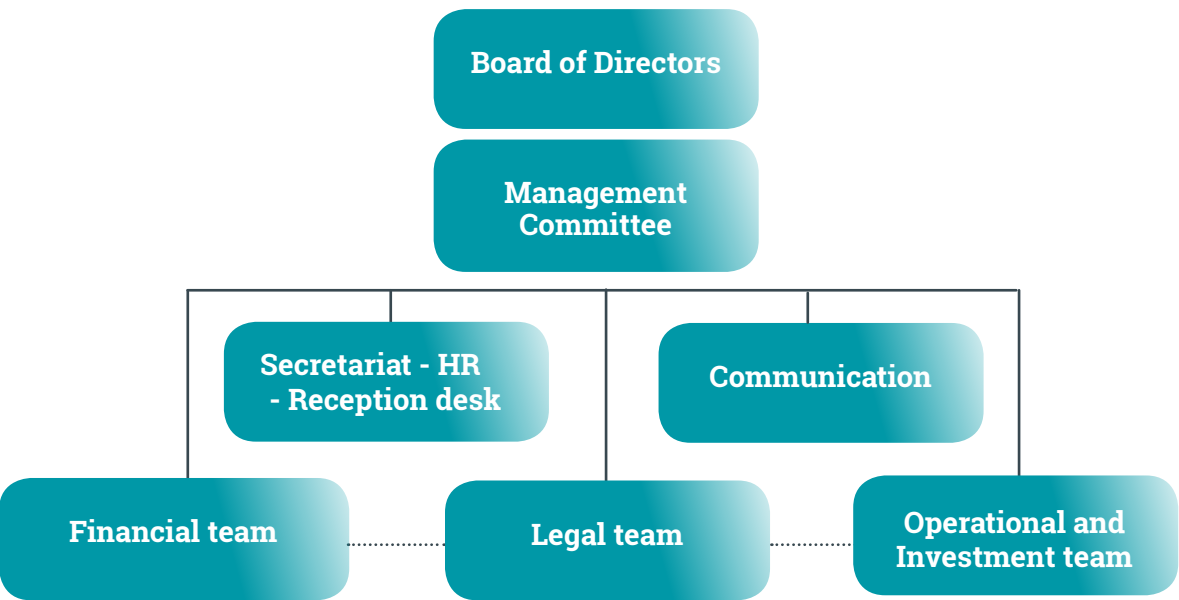 Board of Directors
Management
Committee
Secretariat - HR
- Reception desk
Communication
Financial team
Legal team
Operational and
Investment team